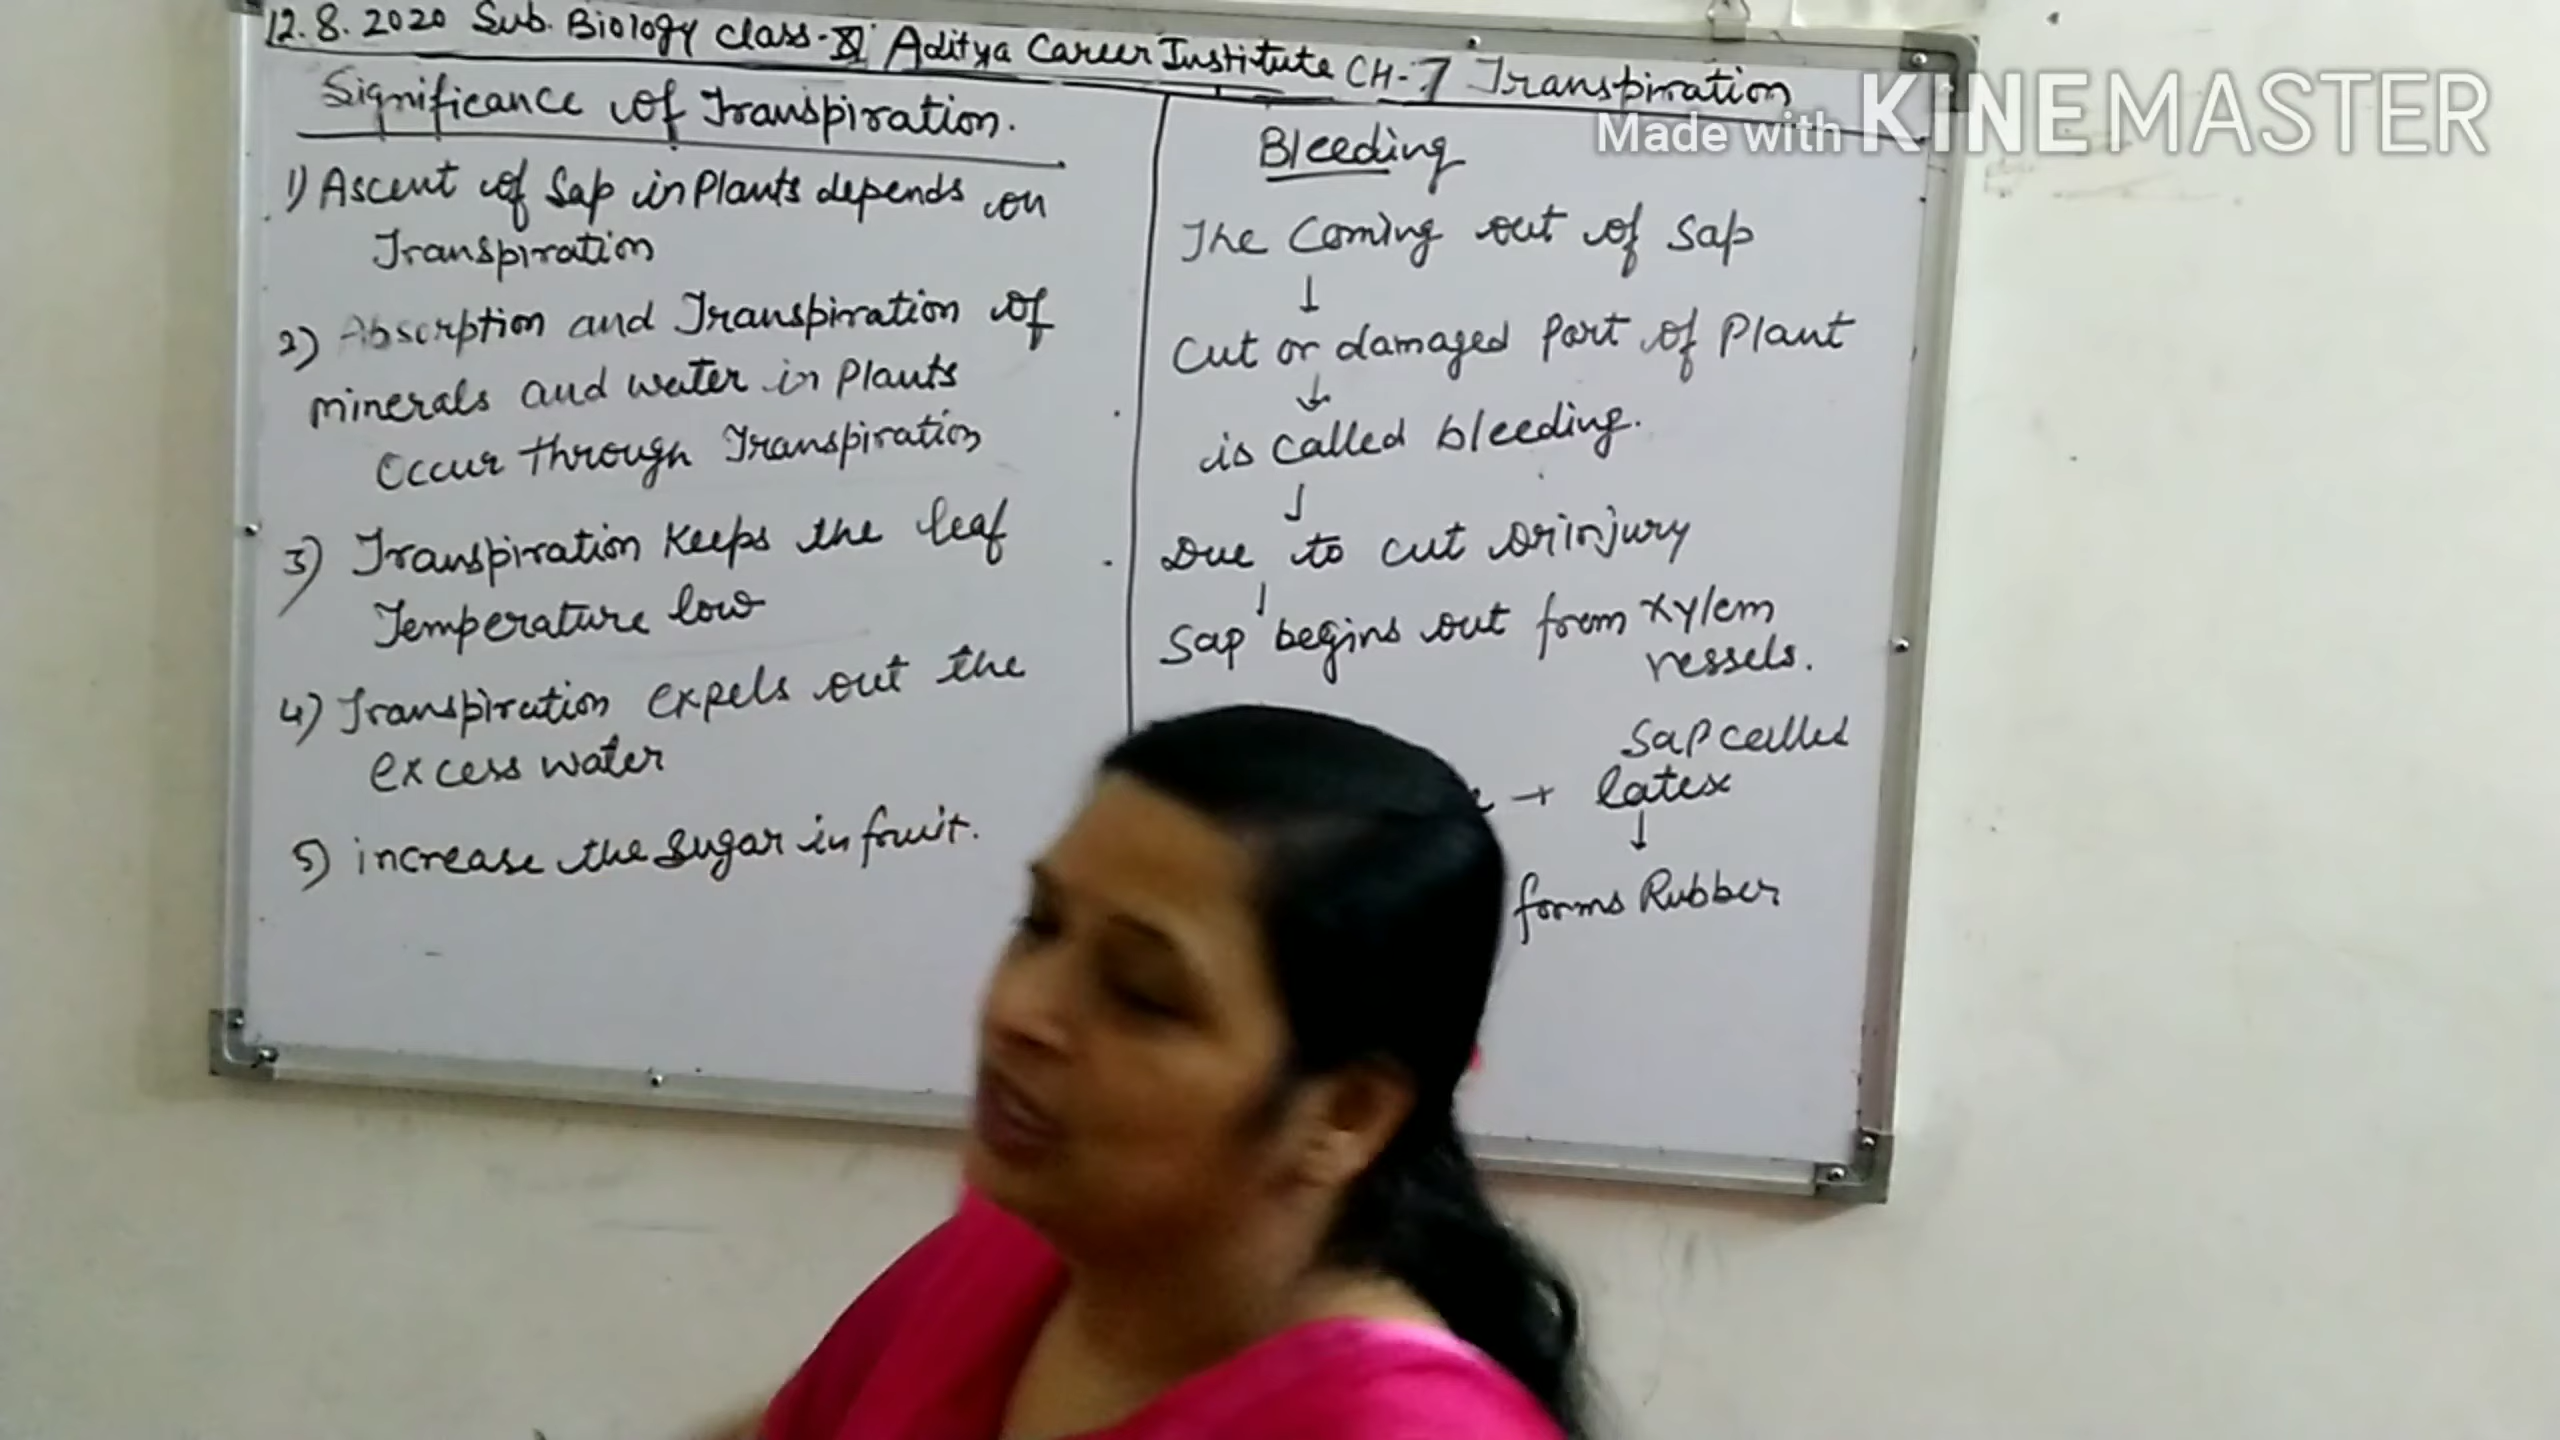 12.8.2020 Sub. Biology class-XI Aditya Career Institute CH-7 Transpiration
Made with KINEMASTER
Significance of Transpiration.
1) Ascent of Sap in Plants depends on
Transpiration
2) Absorption and Transpiration of
minerals and water in Plants
Occur through Transpiration
3) Transpiration Keeps the leaf
Temperature low
4) Transpiration expels out the
excess water
5) increase the sugar in fruit.
Bleeding
The Coming out of Sap
↓
Cut or damaged Part of Plant
↓
is Called bleeding.
↓
Due to cut or injury
↓
Sap begins out from xylem
vessels.
Sap called
→ latex
↓
forms Rubber